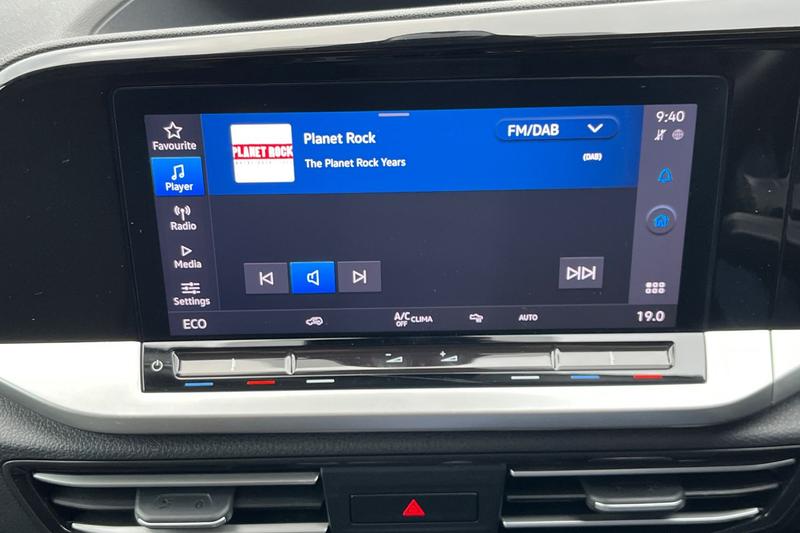 9:40
Favourite
PLANET ROCK
Planet Rock
FM/DAB
The Planet Rock Years
(DAB)
Player
Radio
Media
Settings
ECO
A/C
OFF
CLIMA
AUTO
19.0
- +